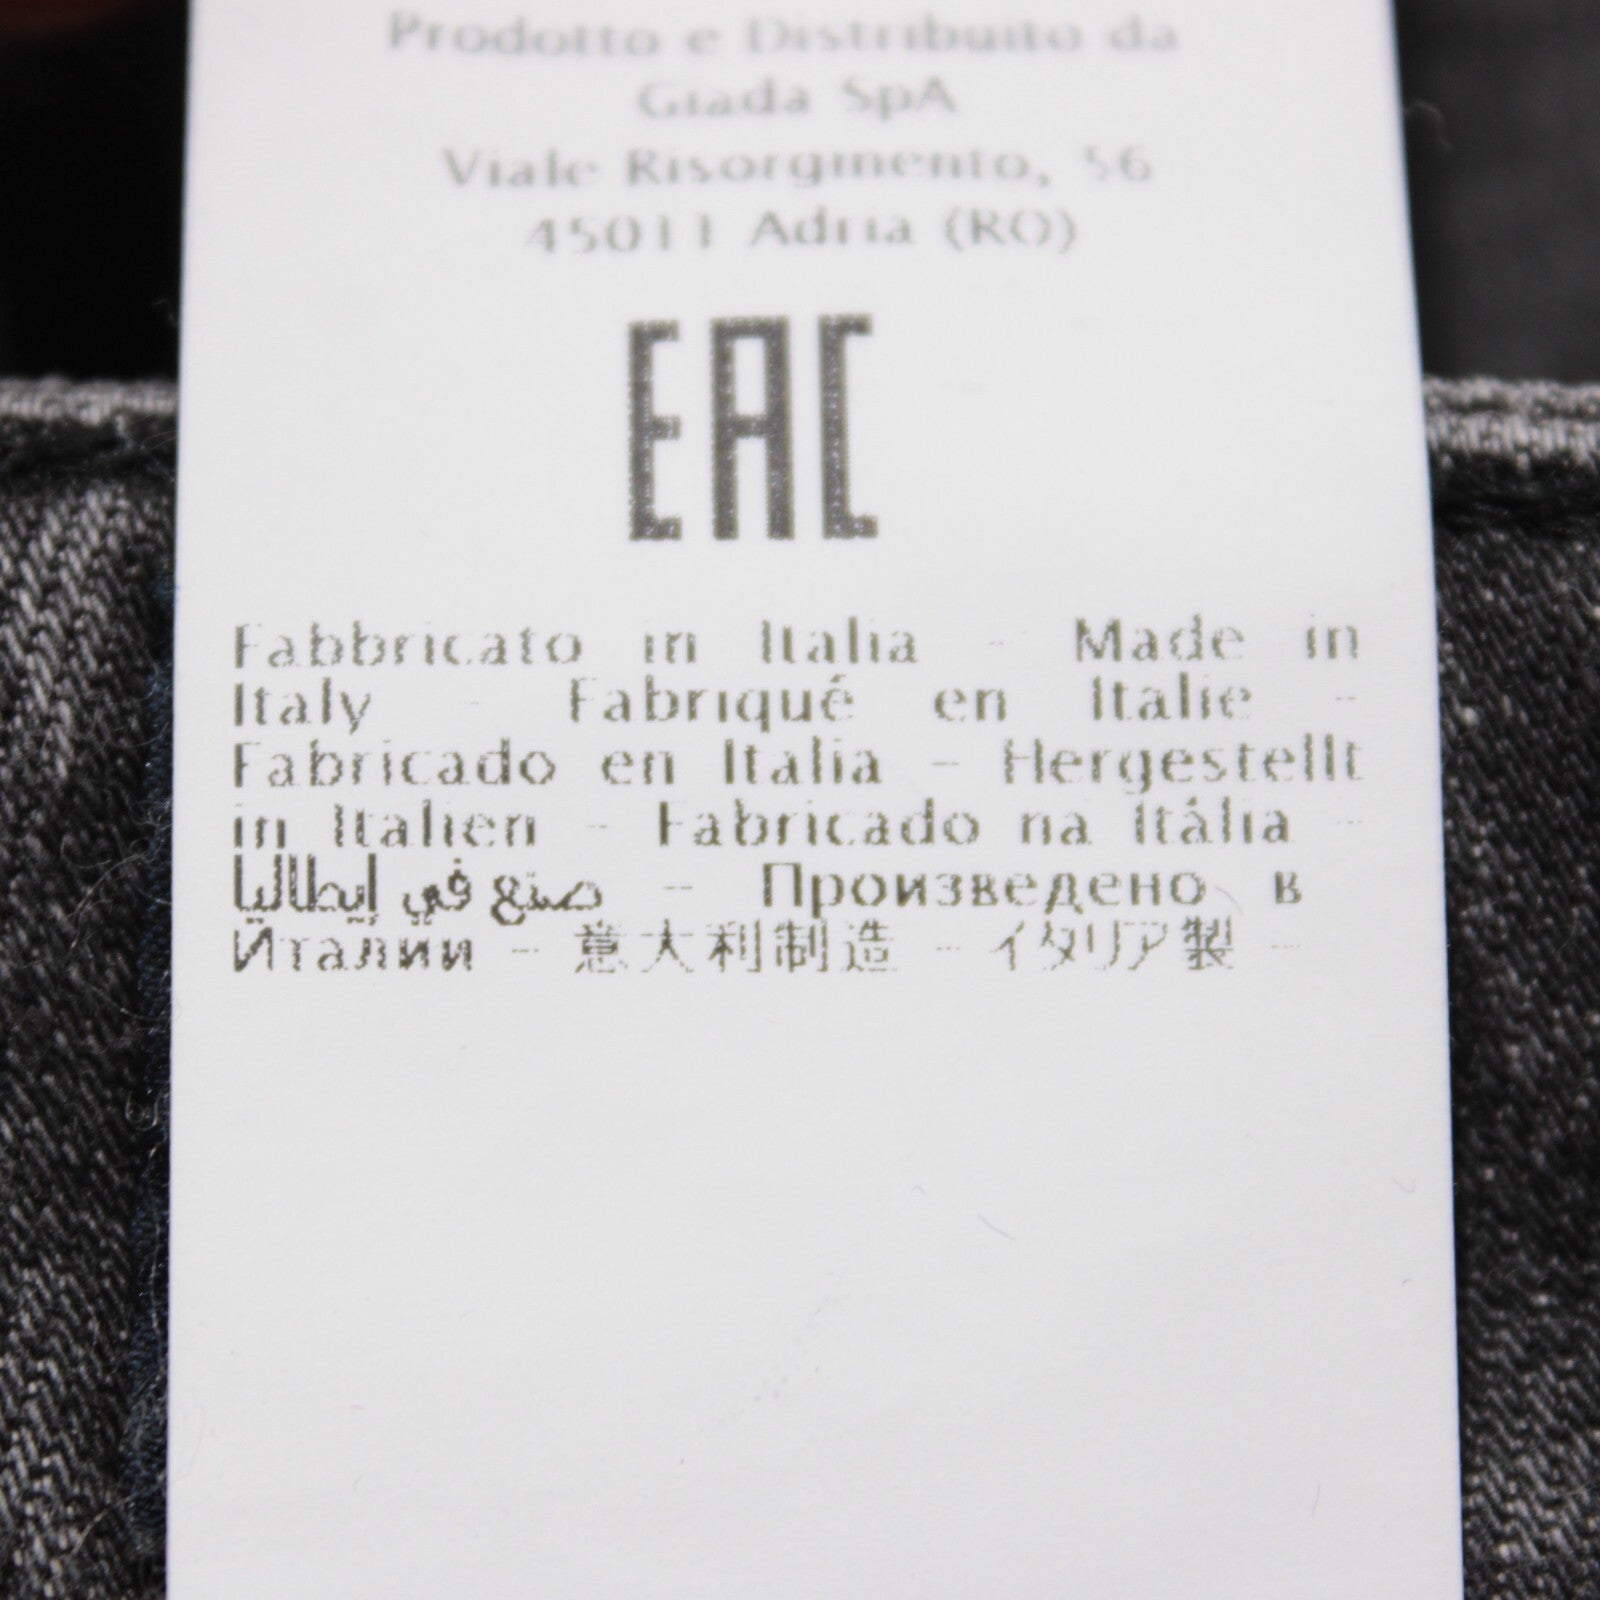 Prodotto e Distribuito da
Giada SpA
Viale Risorgimento, 56
45011 Adria (RO)
EAC
Fabbricato in Italia - Made in
Italy - Fabriqué en Italie -
Fabricado en Italia - Hergestellt
in Italien - Fabricado na Itália -
صنع في إيطاليا - Произведено в
Италии - 意大利制造 - イタリア製 -